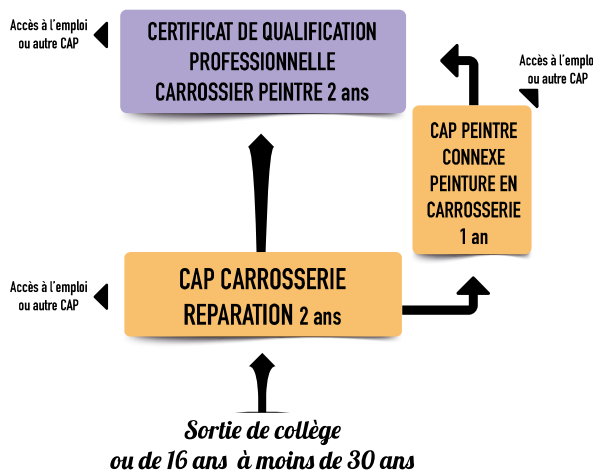 Accès à l'emploi
ou autre CAP
CERTIFICAT DE QUALIFICATION
PROFESSIONNELLE
CARROSSIER PEINTRE 2 ans
Accès à l'emplo
ou autre CAP
CAP PEINTRE
CONNEXE
PEINTURE EN
CARROSSERIE
1 an
Accès à l'emploi
ou autre CAP
CAP CARROSSERIE
REPARATION 2 ans
Sortie de collège
ou de 16 ans à moins de 30 ans